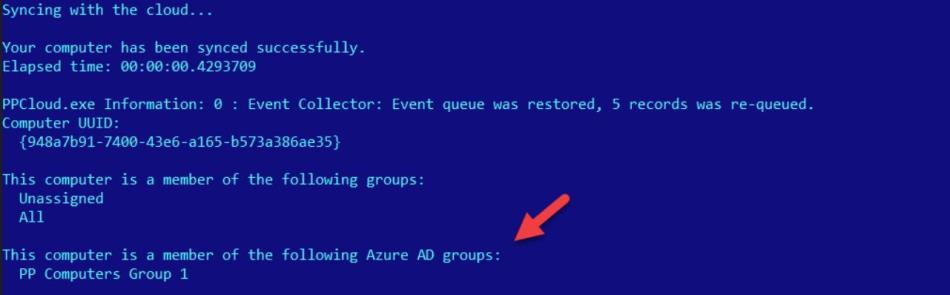 Syncing with the cloud...
Your computer has been synced successfully.
Elapsed time: 00:00:00.4293709
PPCloud.exe Information: 0 : Event Collector: Event queue was restored, 5 records was re-queued.
Computer UUID:
{948a7b91-7400-43e6-a165-b573a386ae35}
This computer is a member of the following groups:
Unassigned
All
This computer is a member of the following Azure AD groups:
PP Computers Group 1